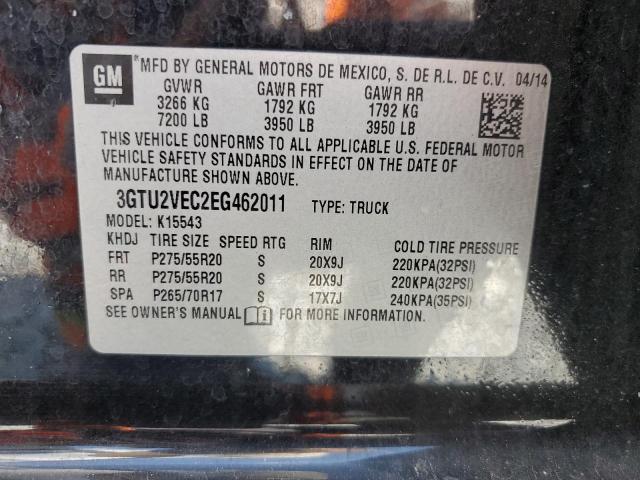 GM
*MFD BY GENERAL MOTORS DE MEXICO, S. DE R.L. DE C.V. 04/14
GVWR GAWR FRT GAWR RR
3266 KG 1792 KG 1792 KG
7200 LB 3950 LB 3950 LB
THIS VEHICLE CONFORMS TO ALL APPLICABLE U.S. FEDERAL MOTOR
VEHICLE SAFETY STANDARDS IN EFFECT ON THE DATE OF
MANUFACTURE SHOWN ABOVE.
3GTU2VEC2EG462011 TYPE: TRUCK
MODEL: K15543
KHDJ TIRE SIZE SPEED RTG RIM COLD TIRE PRESSURE
FRT P275/55R20 S 20X9J 220KPA(32PSI)
RR P275/55R20 S 20X9J 220KPA(32PSI)
SPA P265/70R17 S 17X7J 240KPA(35PSI)
SEE OWNER'S MANUAL FOR MORE INFORMATION.